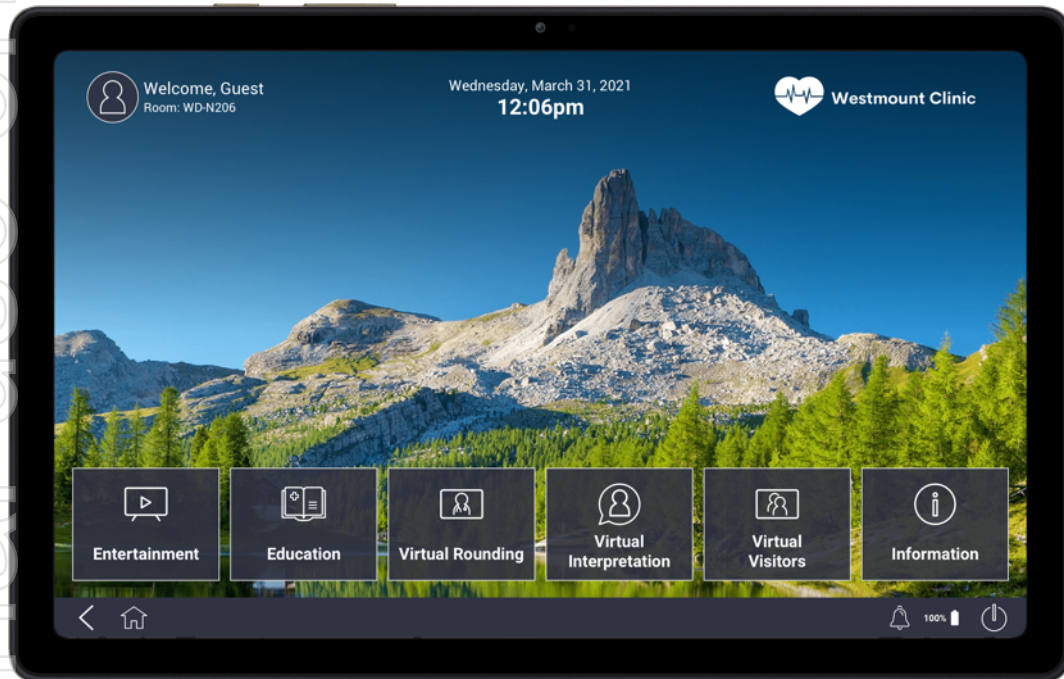 Welcome, Guest
Room: WD-N206
Wednesday, March 31, 2021
12:06pm
Westmount Clinic
Entertainment
Education
Virtual Rounding
Virtual
Interpretation
Virtual
Visitors
Information
100%